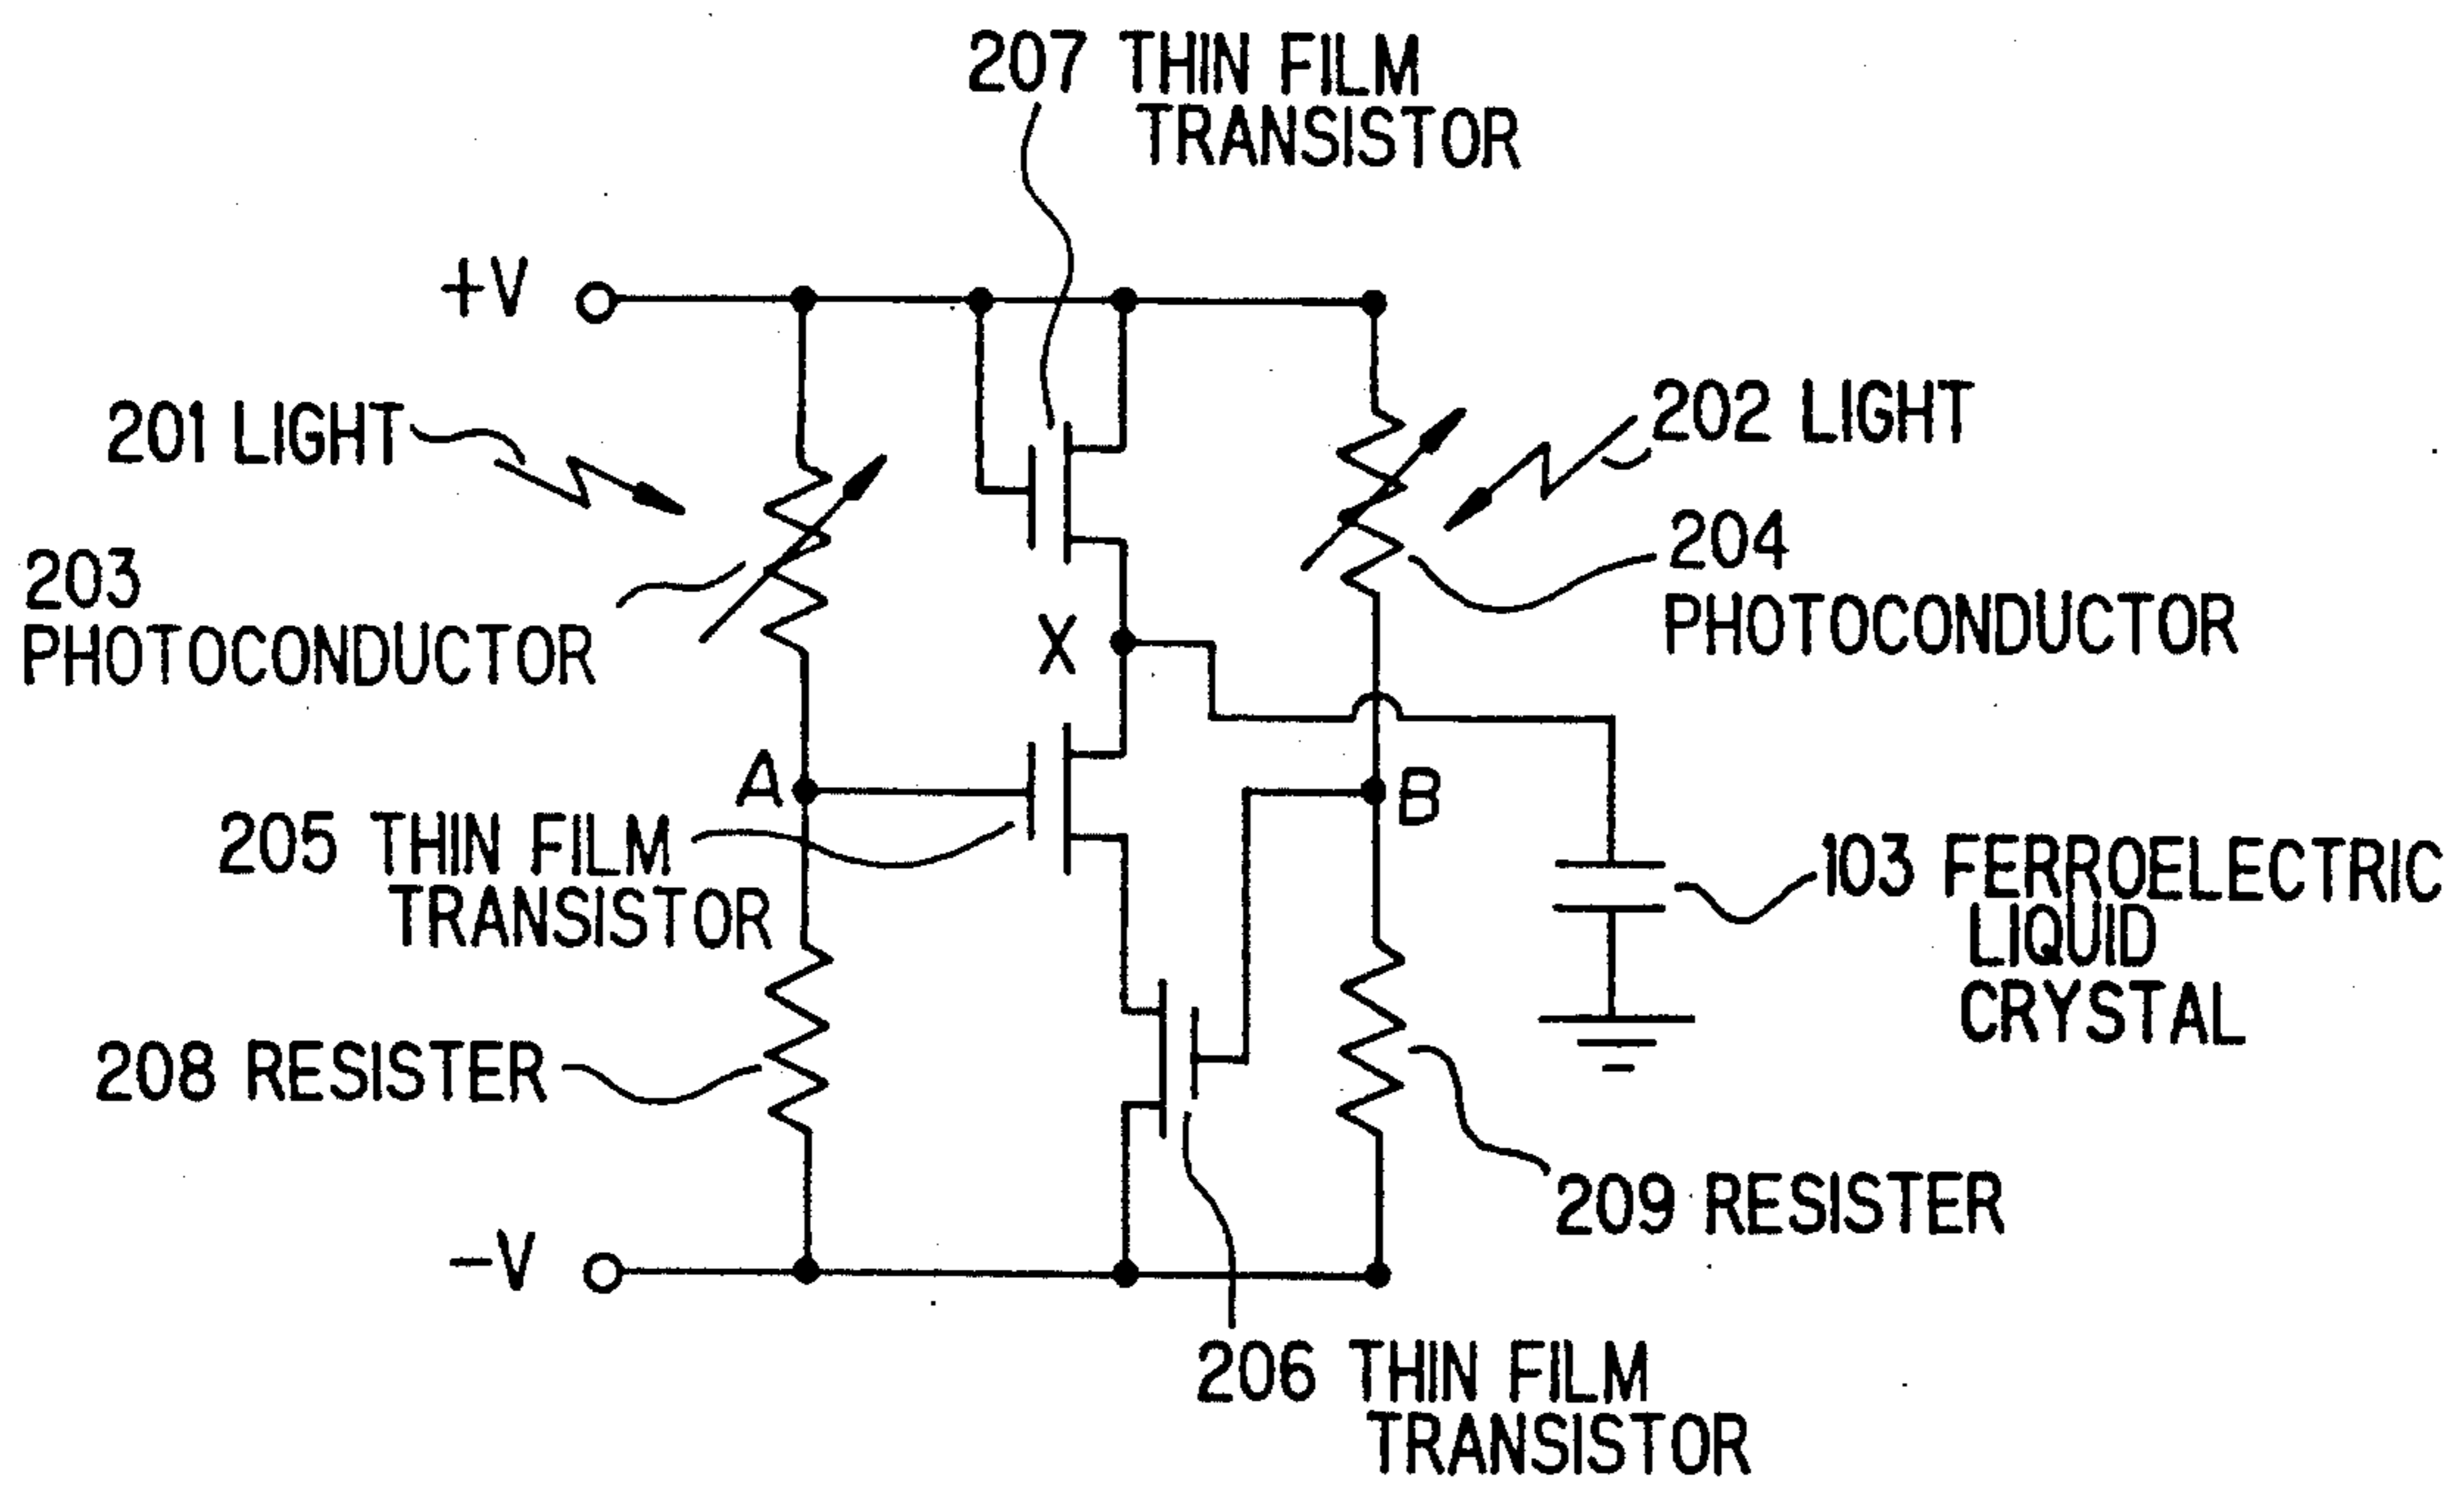 207 THIN FILM
TRANSISTOR
+V
201 LIGHT
202 LIGHT
203
PHOTOCONDUCTOR
204
PHOTOCONDUCTOR
X
A
B
205 THIN FILM
TRANSISTOR
103 FERROELECTRIC
LIQUID
CRYSTAL
208 RESISTER
209 RESISTER
-V
206 THIN FILM
TRANSISTOR